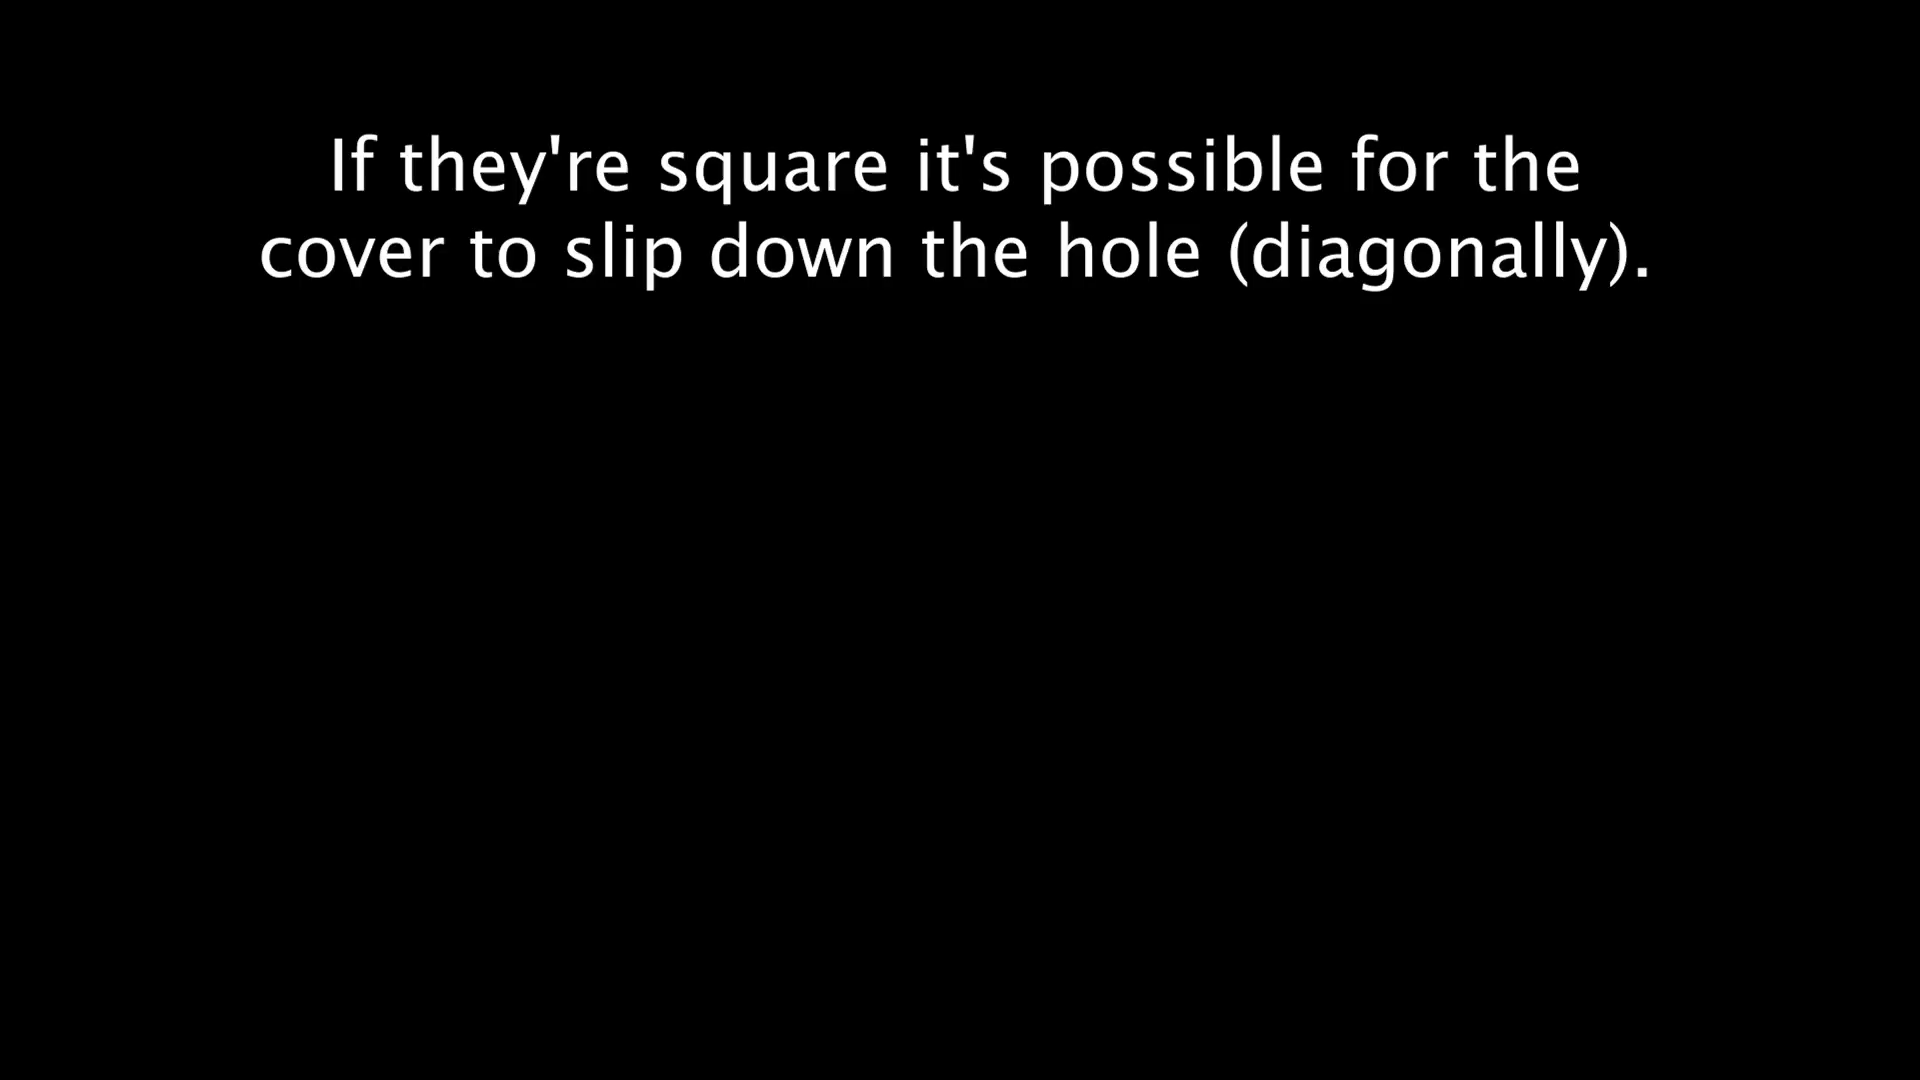 If they're square it's possible for the
cover to slip down the hole (diagonally).